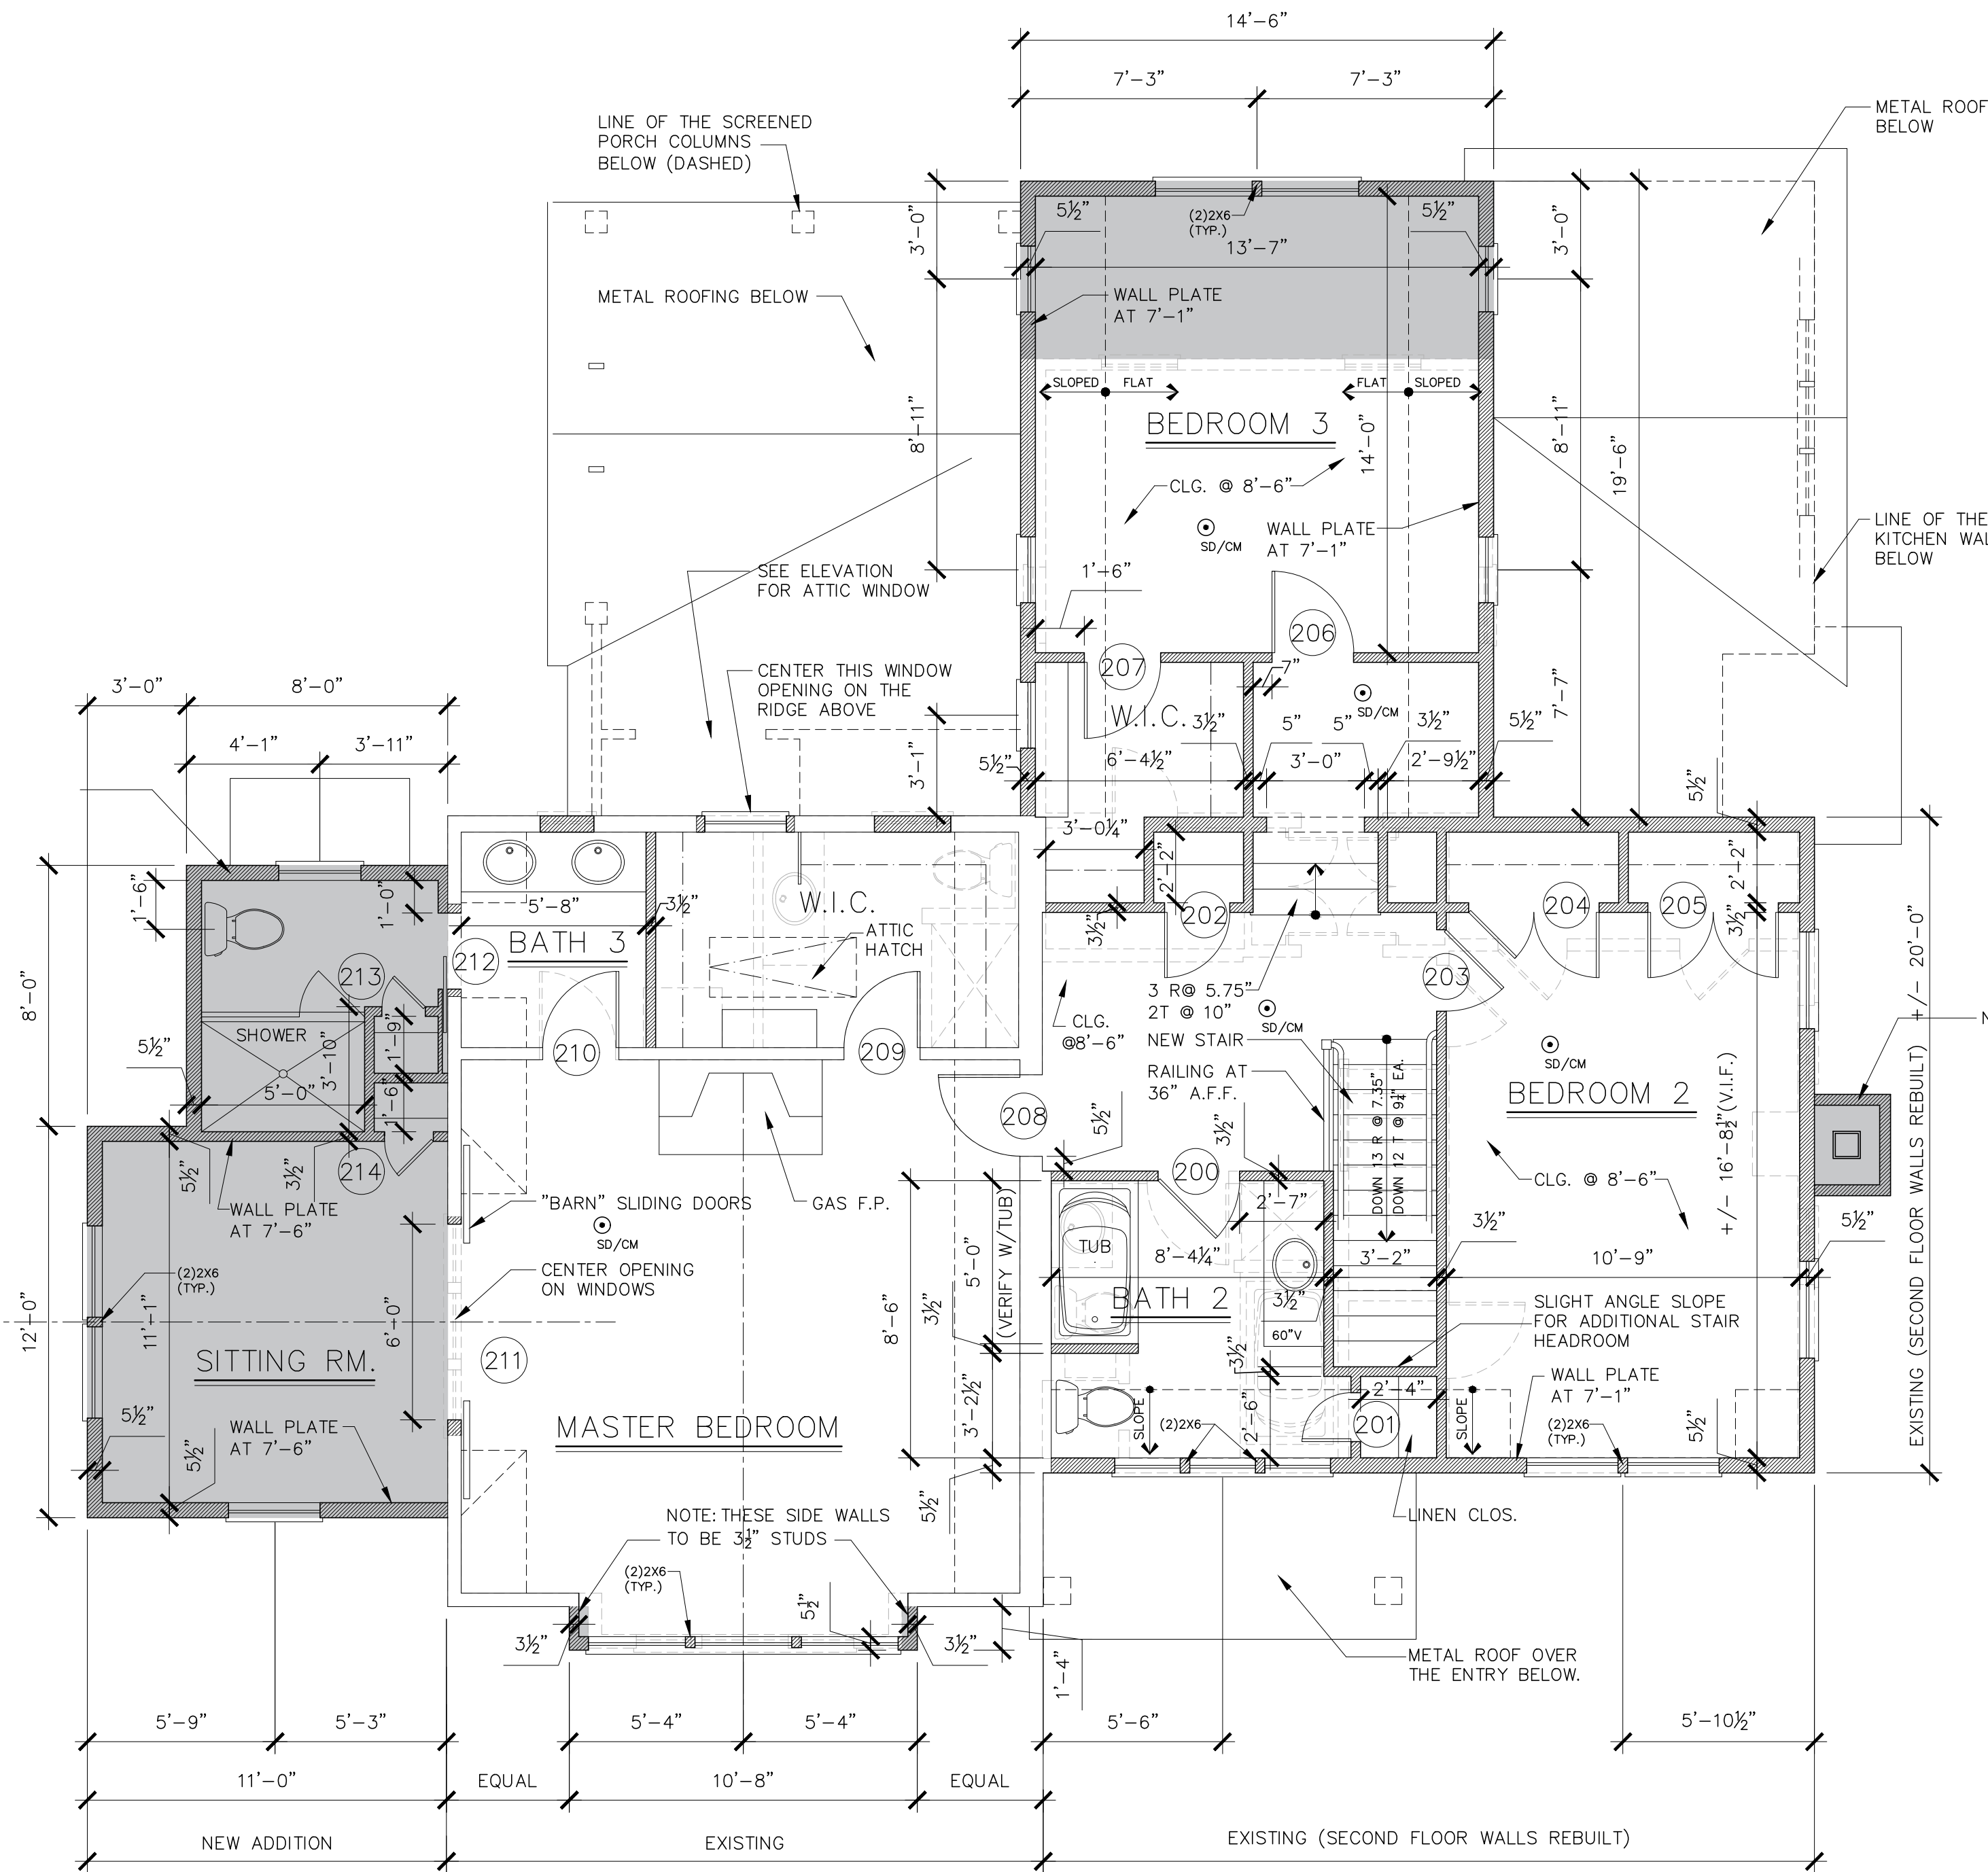 14'-6"
7'-3"
7'-3"
LINE OF THE SCREENED
PORCH COLUMNS
BELOW (DASHED)
METAL ROOF
BELOW
3'-0"
5½"
(2)2X6
(TYP.)
5½"
13'-7"
3'-0"
METAL ROOFING BELOW
WALL PLATE
AT 7'-1"
SLOPED
FLAT
FLAT
SLOPED
BEDROOM 3
8'-11"
14'-0"
8'-11"
19'-6"
CLG. @ 8'-6"
SD/CM
WALL PLATE
AT 7'-1"
LINE OF THE
KITCHEN WAL
BELOW
SEE ELEVATION
FOR ATTIC WINDOW
1'-6"
206
207
7"
CENTER THIS WINDOW
OPENING ON THE
RIDGE ABOVE
3'-0"
8'-0"
SD/CM
W.I.C.
3½"
5"
5"
3½"
5½"
7'-7"
4'-1"
3'-11"
3'-1"
5½"
6'-4½"
3'-0"
2'-9½"
5½"
3'-0¼"
2'-2"
2'-2"
1'-6"
1'-0"
5'-8"
3½"
W.I.C.
ATTIC
HATCH
3½"
202
204
205
3½"
BATH 3
212
213
203
EXISTING (SECOND FLOOR WALLS REBUILT) +/- 20'-0"
8'-0"
3 R@ 5.75"
2T @ 10"
SD/CM
CLG.
@8'-6"
NEW STAIR
RAILING AT
36" A.F.F.
SHOWER
3'-10"
1'-9"
5½"
5'-0"
1'-6"
210
209
208
DOWN 13 R @ 7.35"
DOWN 12 T @ 9½" EA.
SD/CM
BEDROOM 2
N
+/- 16'-8½"(V.I.F.)
5½"
3½"
5½"
3½"
214
200
CLG. @ 8'-6"
WALL PLATE
AT 7'-6"
"BARN" SLIDING DOORS
GAS F.P.
SD/CM
2'-7"
3½"
5½"
TUB
8'-4¼"
3'-2"
10'-9"
5'-0"
(VERIFY W/TUB)
CENTER OPENING
ON WINDOWS
(2)2X6
(TYP.)
BATH 2
3½"
60"V
SLIGHT ANGLE SLOPE
FOR ADDITIONAL STAIR
HEADROOM
12'-0"
11'-1"
6'-0"
8'-6"
3½"
SITTING RM.
211
3½"
WALL PLATE
AT 7'-1"
2'-4"
5½"
WALL PLATE
AT 7'-6"
5½"
MASTER BEDROOM
3'-2½"
SLOPE
(2)2X6
2'-6"
201
SLOPE
(2)2X6
(TYP.)
5½"
5½"
NOTE: THESE SIDE WALLS
TO BE 3½" STUDS
LINEN CLOS.
(2)2X6
(TYP.)
5½"
3½"
3½"
1'-4"
METAL ROOF OVER
THE ENTRY BELOW.
5'-9"
5'-3"
5'-4"
5'-4"
5'-6"
5'-10½"
11'-0"
EQUAL
10'-8"
EQUAL
NEW ADDITION
EXISTING
EXISTING (SECOND FLOOR WALLS REBUILT)